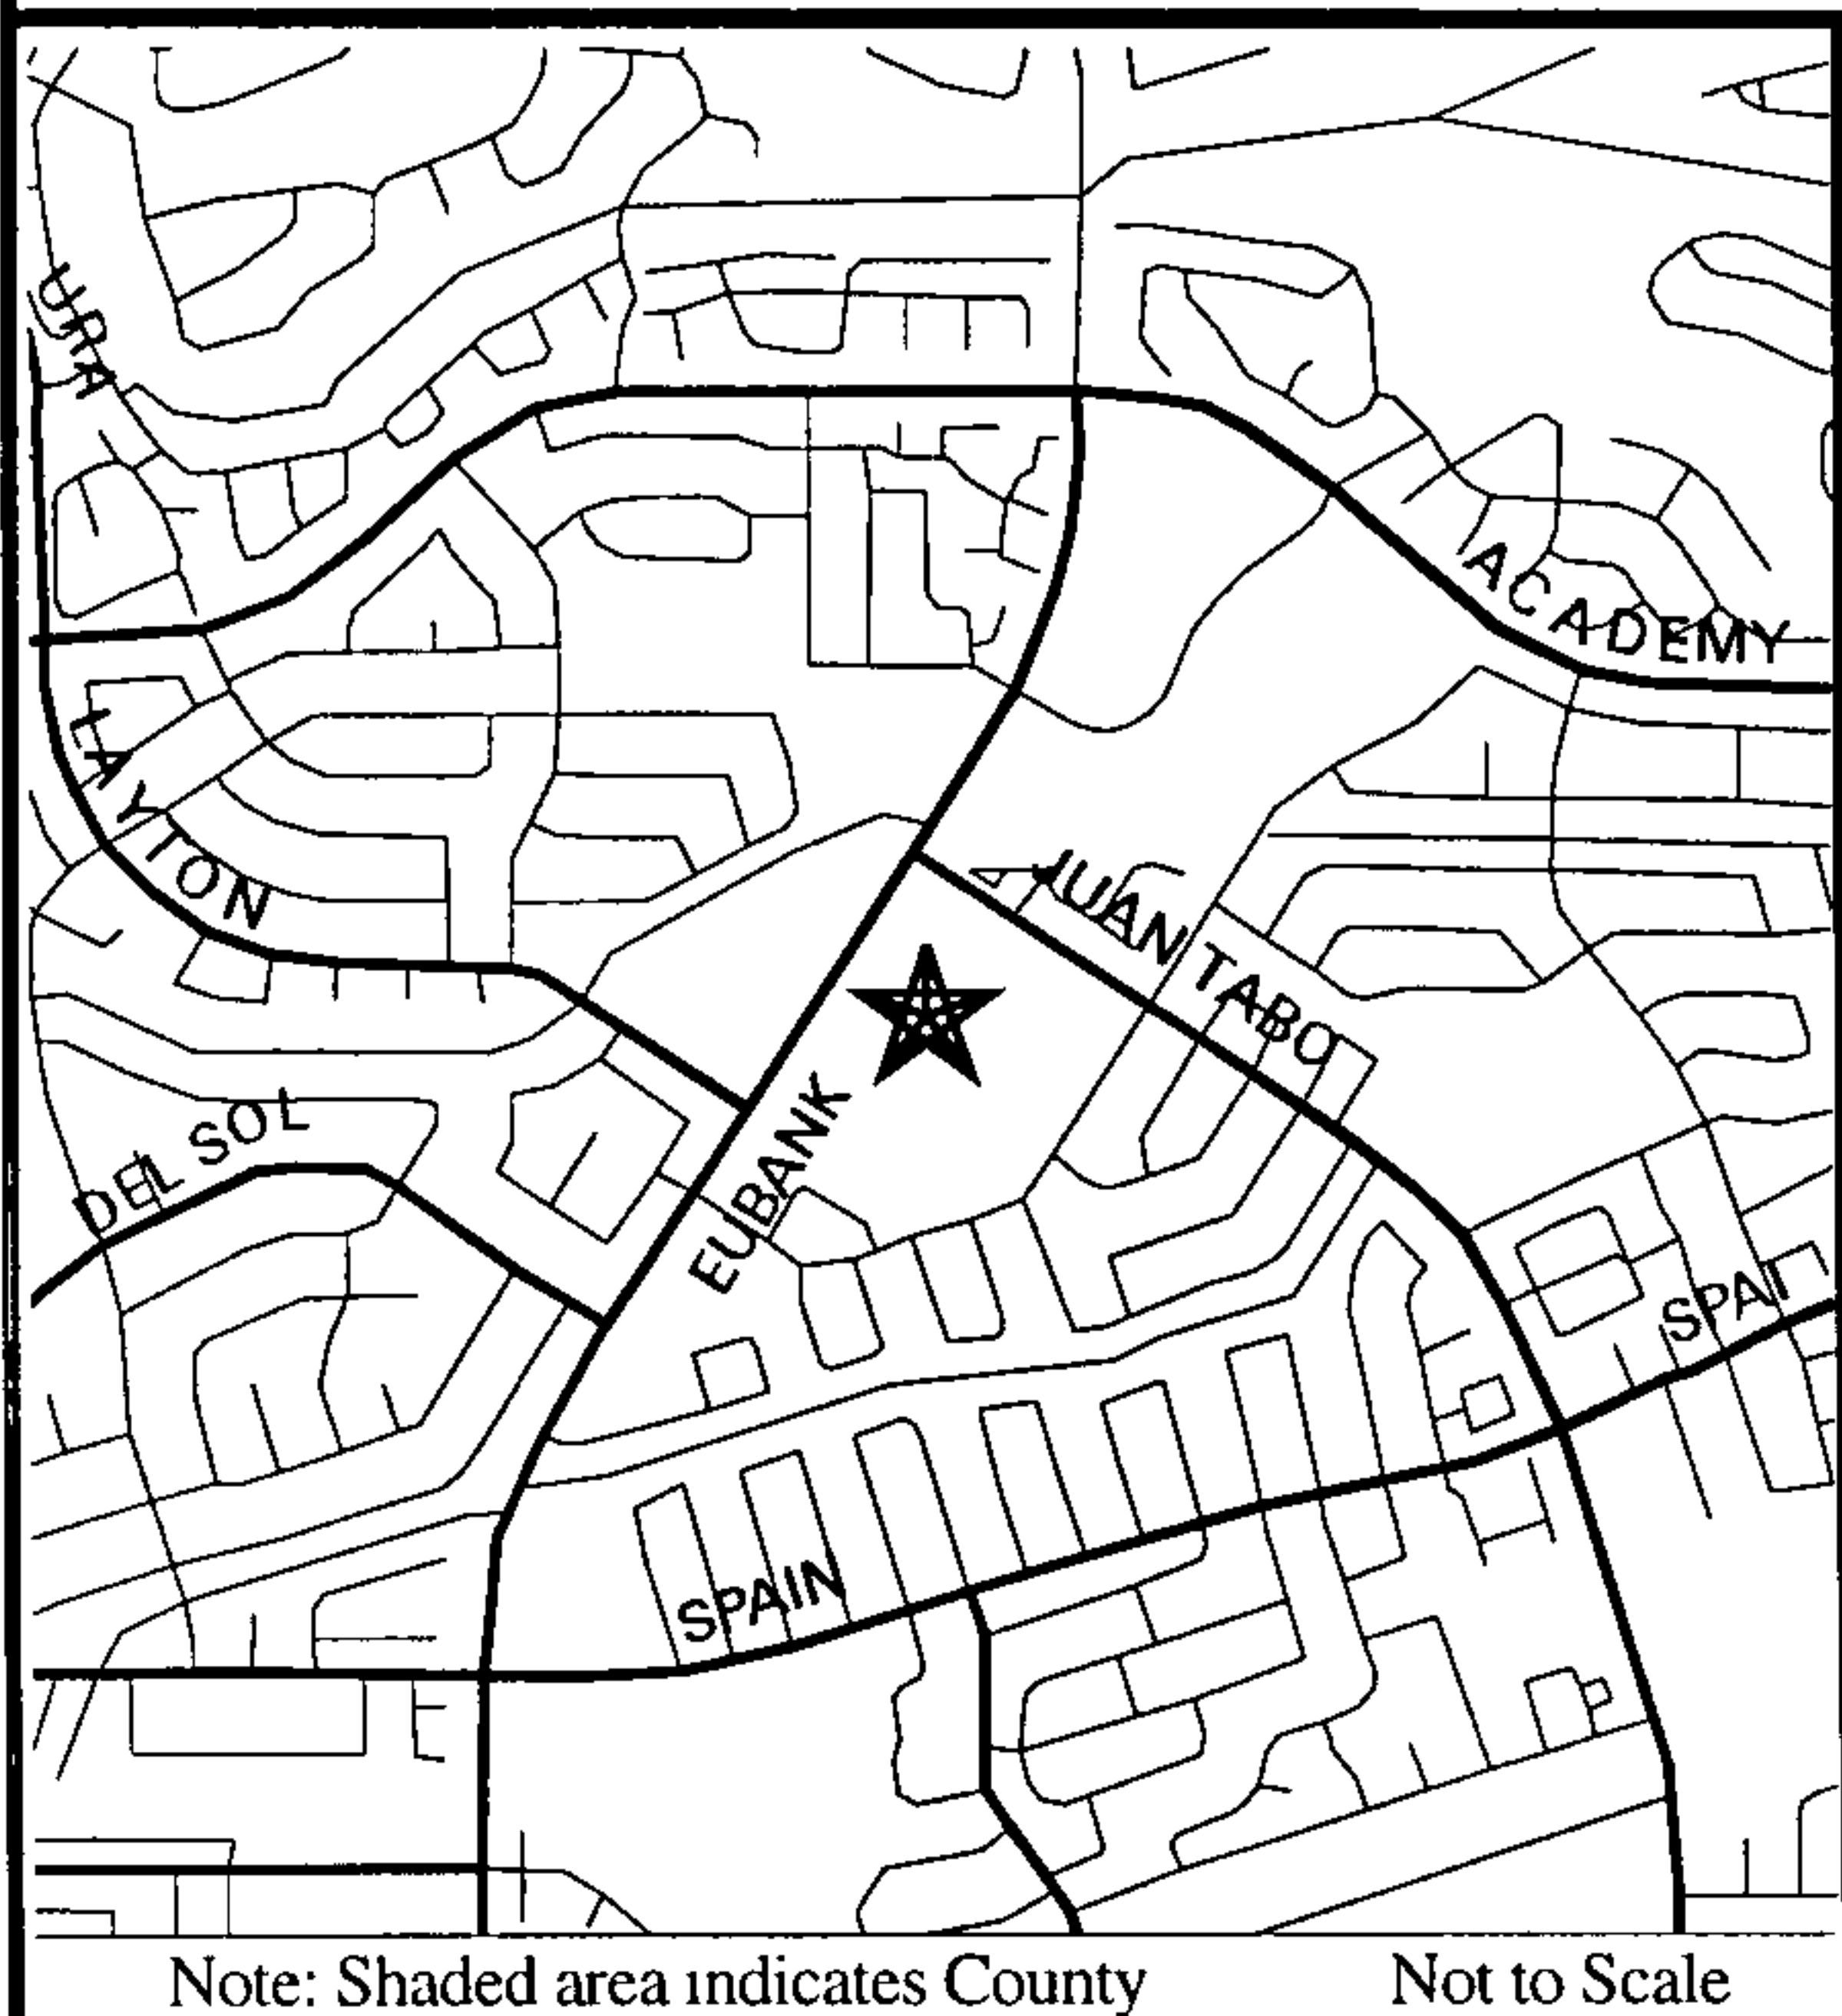 URA
ACADEMY
LAYTON
JUAN TABO
DEL SOL
EUBANK
SPAI
SPAIN
Note: Shaded area indicates County
Not to Scale